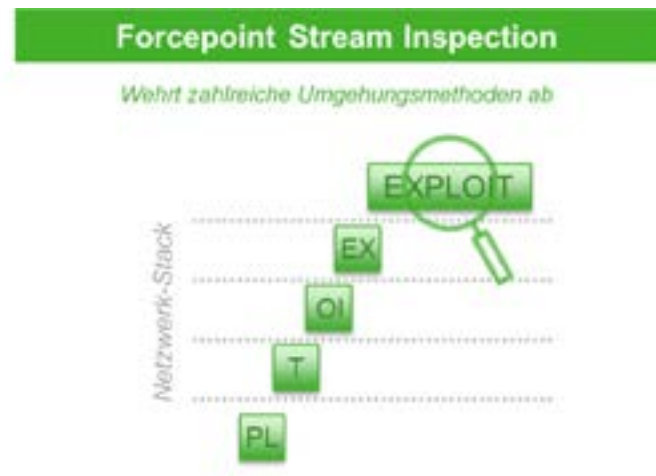 Forcepoint Stream Inspection
Wehrt zahlreiche Umgehungsmethoden ab
EXPLOIT
EX
OI
T
PL
Netzwerk-Stack